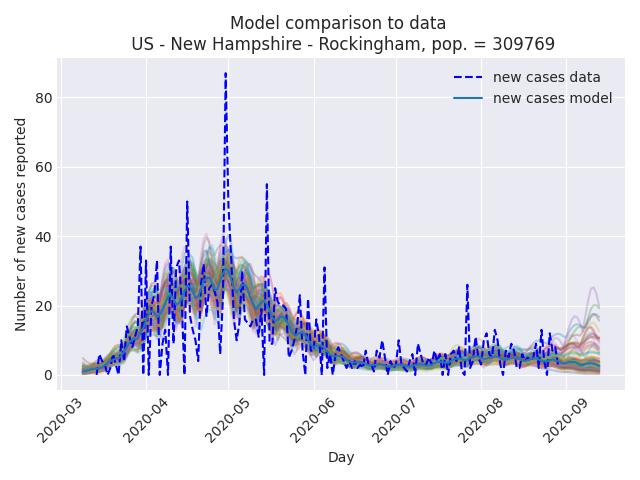 Model comparison to data
US - New Hampshire - Rockingham, pop. = 309769
new cases data
new cases model
Number of new cases reported
80
60
40
20
0
2020-03
2020-04
2020-05
2020-06
2020-07
2020-08
2020-09
Day